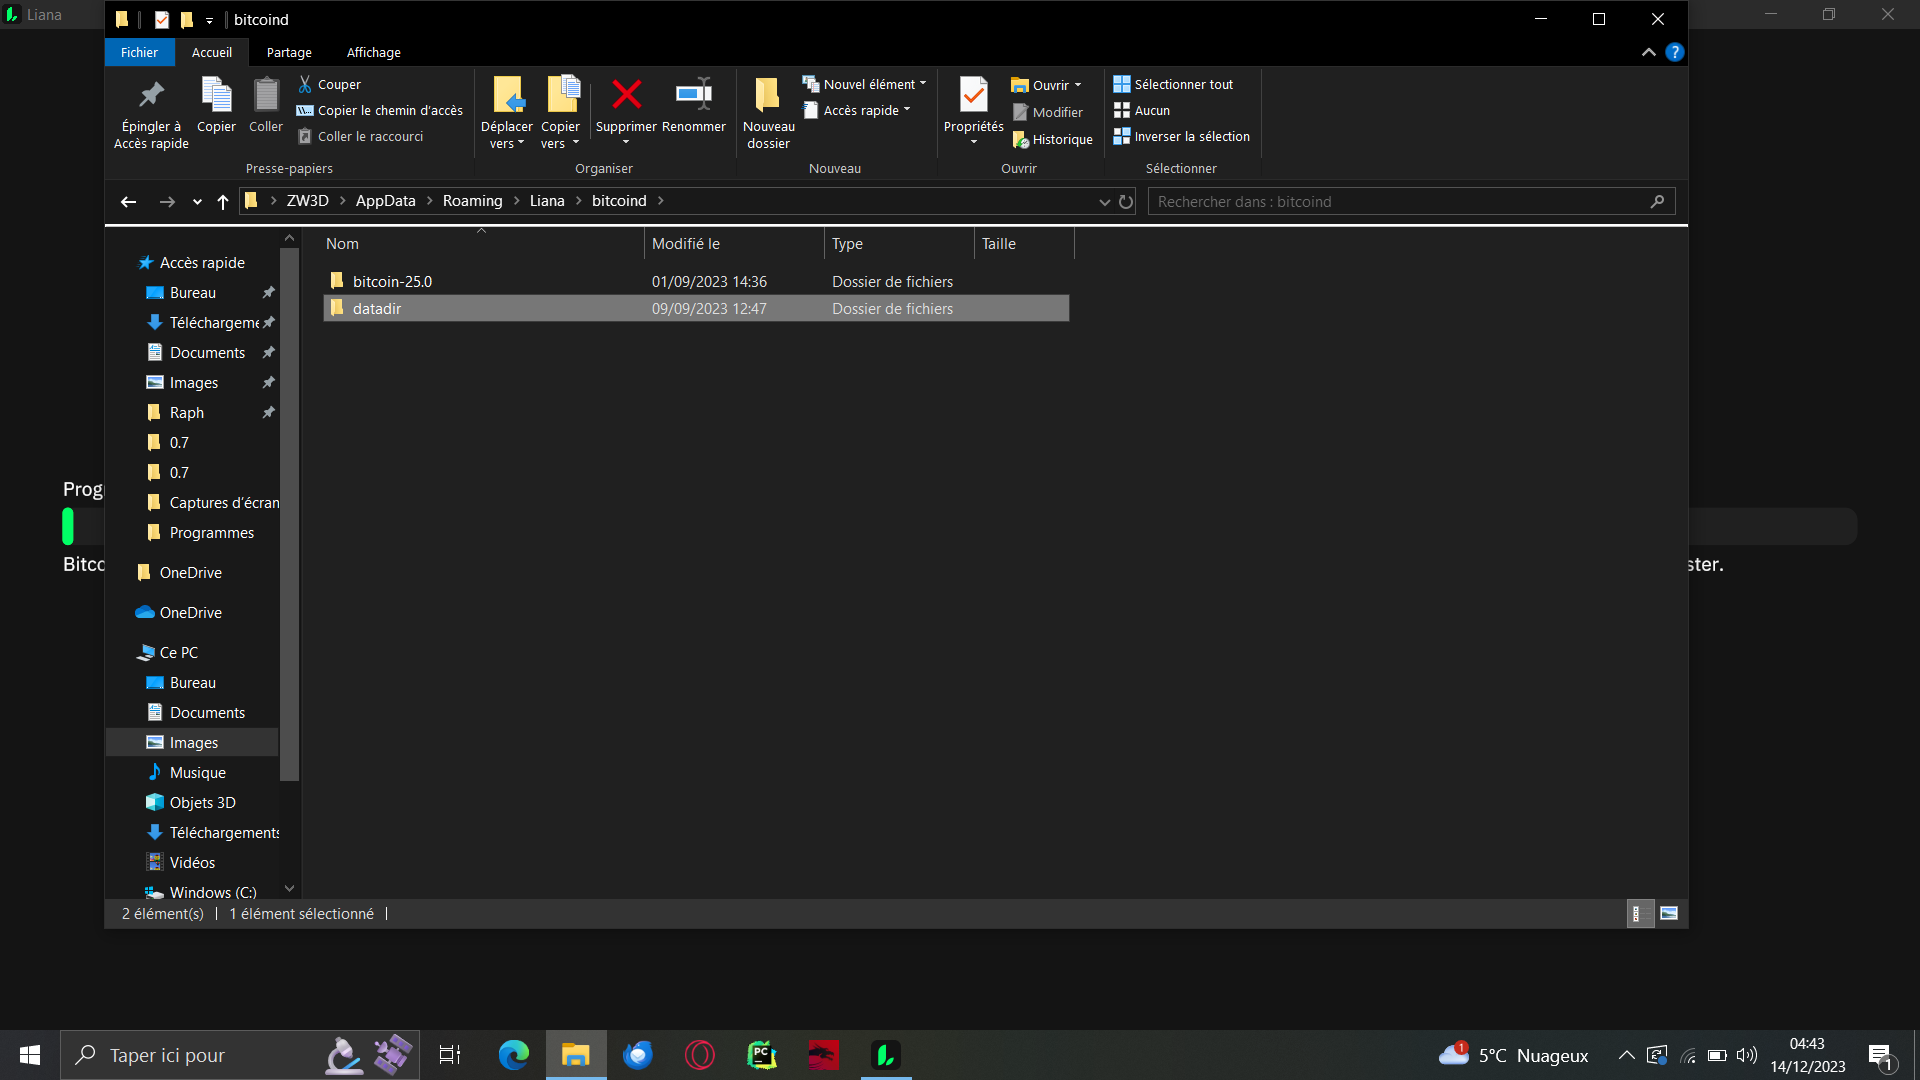 Liana
bitcoind
Fichier
Accueil
Partage
Affichage
Épingler à
Accès rapide
Copier
Coller
Couper
Copier le chemin d'accès
Coller le raccourci
Presse-papiers
Déplacer
vers
Copier
vers
Supprimer
Renommer
Organiser
Nouveau
dossier
Nouvel élément
Accès rapide
Nouveau
Propriétés
Ouvrir
Modifier
Historique
Ouvrir
Sélectionner tout
Aucun
Inverser la sélection
Sélectionner
ZW3D > AppData > Roaming > Liana > bitcoind >
Rechercher dans : bitcoind
Nom
Modifié le
Type
Taille
bitcoin-25.0
01/09/2023 14:36
Dossier de fichiers
datadir
09/09/2023 12:47
Dossier de fichiers
Accès rapide
Bureau
Téléchargeme
Documents
Images
Raph
0.7
0.7
Captures d'écran
Programmes
OneDrive
OneDrive
Ce PC
Bureau
Documents
Images
Musique
Objets 3D
Téléchargements
Vidéos
Windows (C:)
Prog
Bitco
ster.
2 élément(s)
1 élément sélectionné
Taper ici pour
PC
1
5°C Nuageux
04:43
14/12/2023
1